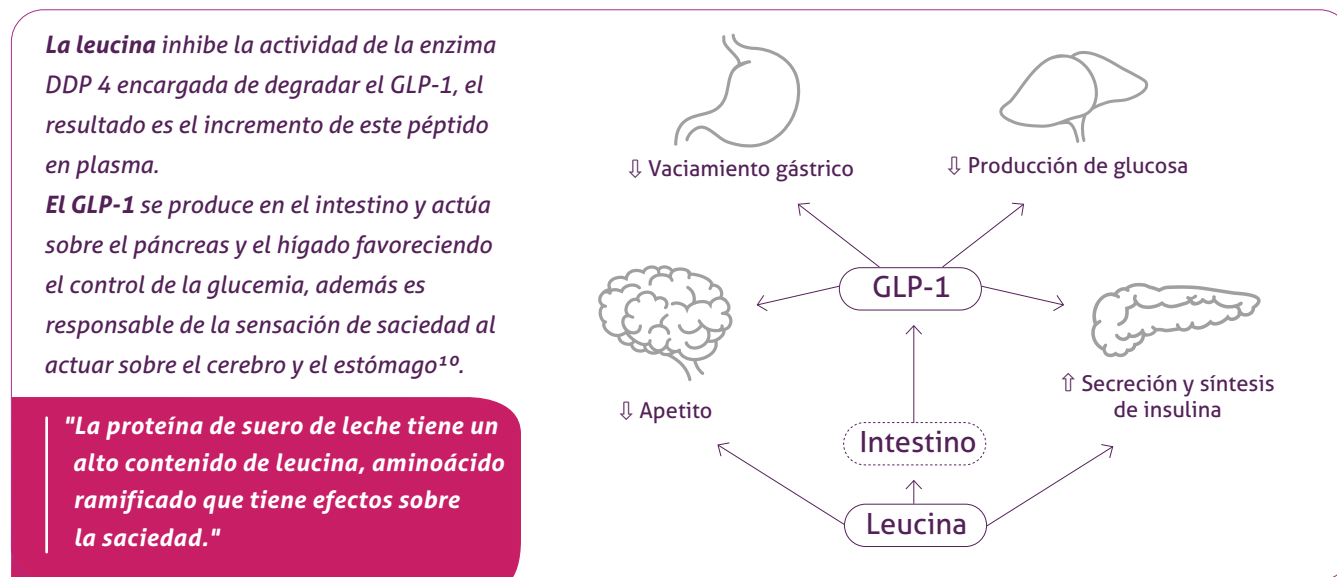 La leucina inhibe la actividad de la enzima
DDP 4 encargada de degradar el GLP-1, el
resultado es el incremento de este péptido
en plasma.
El GLP-1 se produce en el intestino y actúa
sobre el páncreas y el hígado favoreciendo
el control de la glucemia, además es
responsable de la sensación de saciedad al
actuar sobre el cerebro y el estómago¹⁰.
"La proteína de suero de leche tiene un
alto contenido de leucina, aminoácido
ramificado que tiene efectos sobre
la saciedad."
⇩ Vaciamiento gástrico
⇩ Producción de glucosa
GLP-1
⇩ Apetito
⇧ Secreción y síntesis
de insulina
Intestino
Leucina